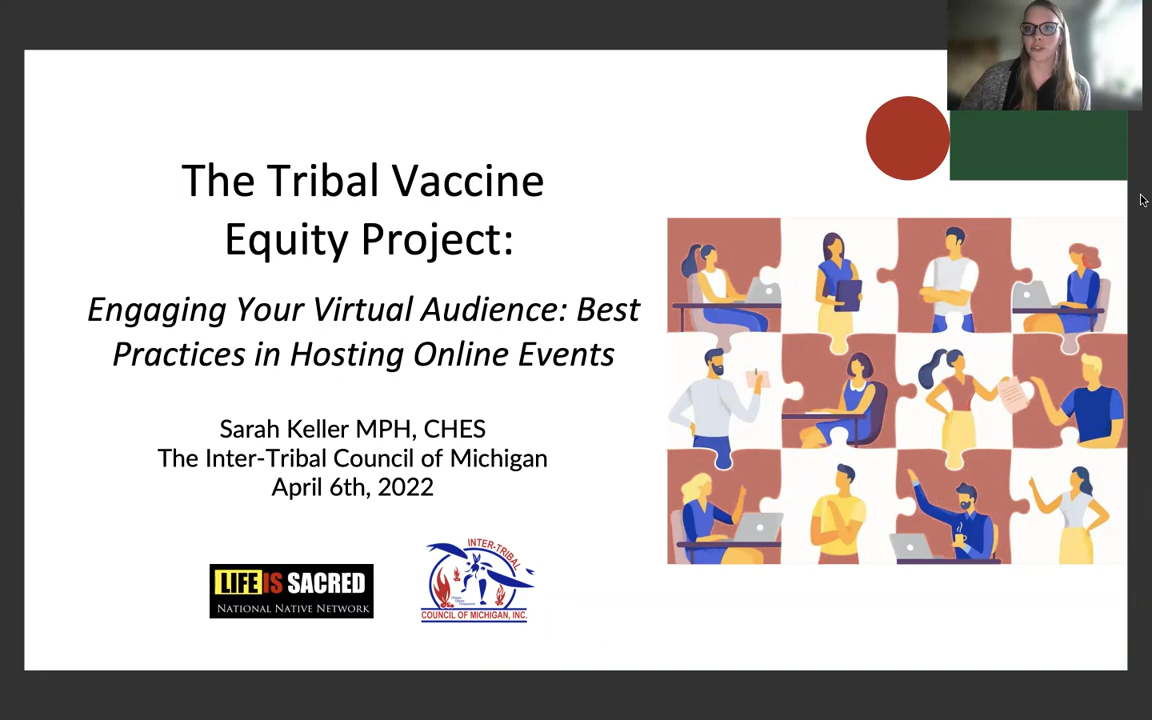 The Tribal Vaccine
Equity Project:
Engaging Your Virtual Audience: Best
Practices in Hosting Online Events
Sarah Keller MPH, CHES
The Inter-Tribal Council of Michigan
April 6th, 2022
LIFE IS SACRED
NATIONAL NATIVE NETWORK
INTER-TRIBAL
COUNCIL OF MICHIGAN, INC.